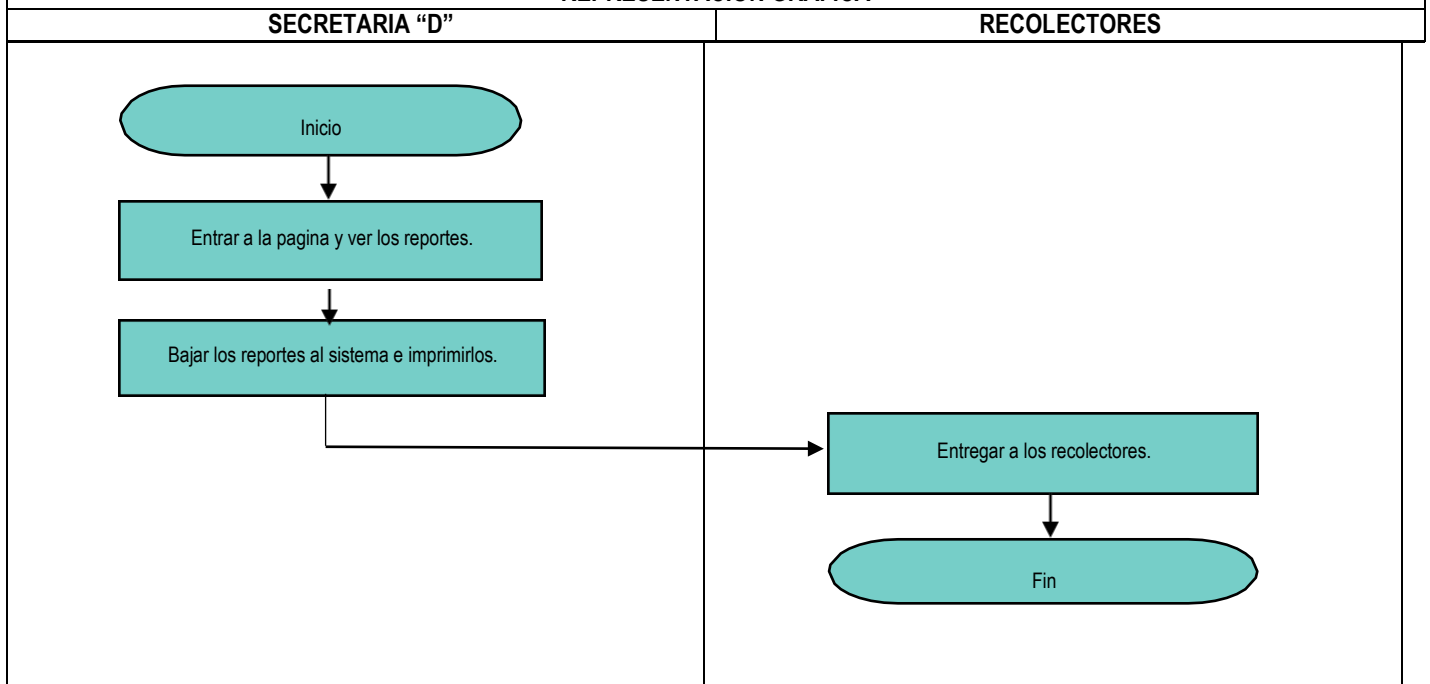 SECRETARIA “D”
RECOLECTORES
Inicio
Entrar a la pagina y ver los reportes.
Bajar los reportes al sistema e imprimirlos.
Entregar a los recolectores.
Fin